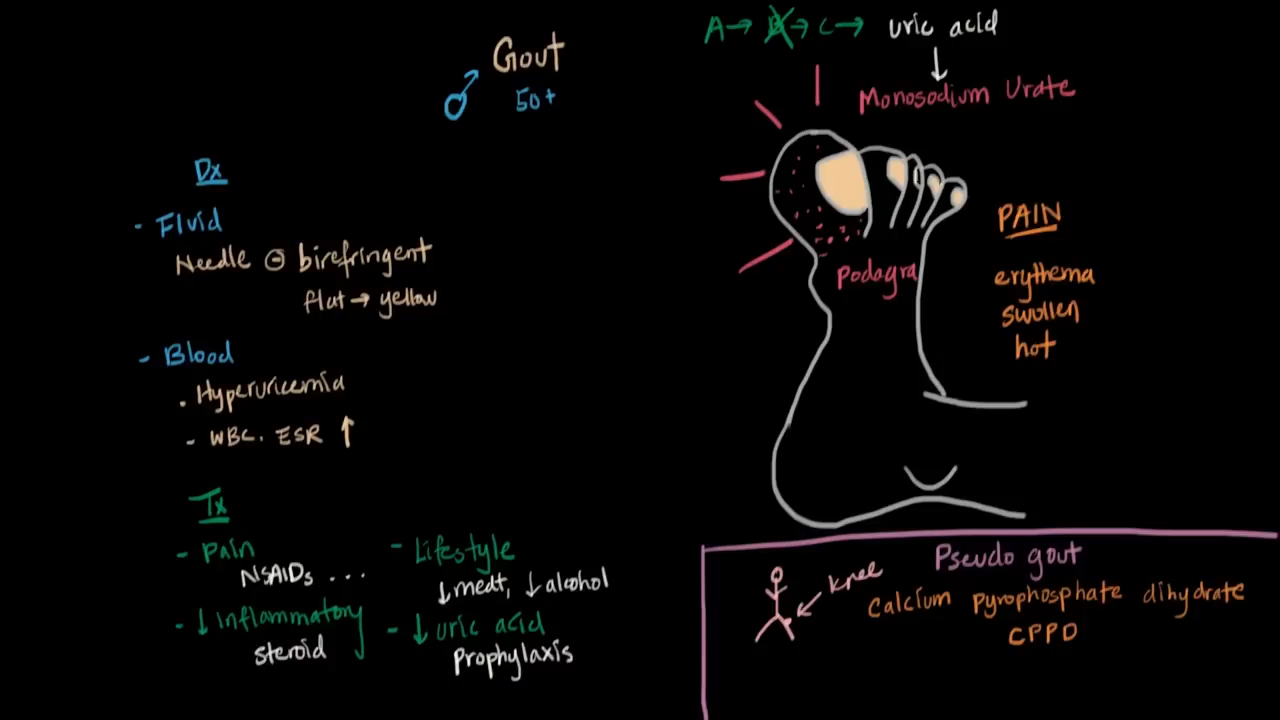 Gout
50+
Dx
- Fluid
Needle ⊖ birefringent
flat → yellow
- Blood
. Hyperuricemia
- WBC. ESR ↑
Tx
- Pain
NSAIDs ...
- ↓ inflammatory
steroid
- Lifestyle
↓ meat, ↓ alcohol
- ↓ uric acid
Prophylaxis
A → B → C → uric acid
↓
Monosodium Urate
Podagra
PAIN
erythema
swollen
hot
Pseudo gout
Knee
Calcium pyrophosphate dihydrate
CPPD